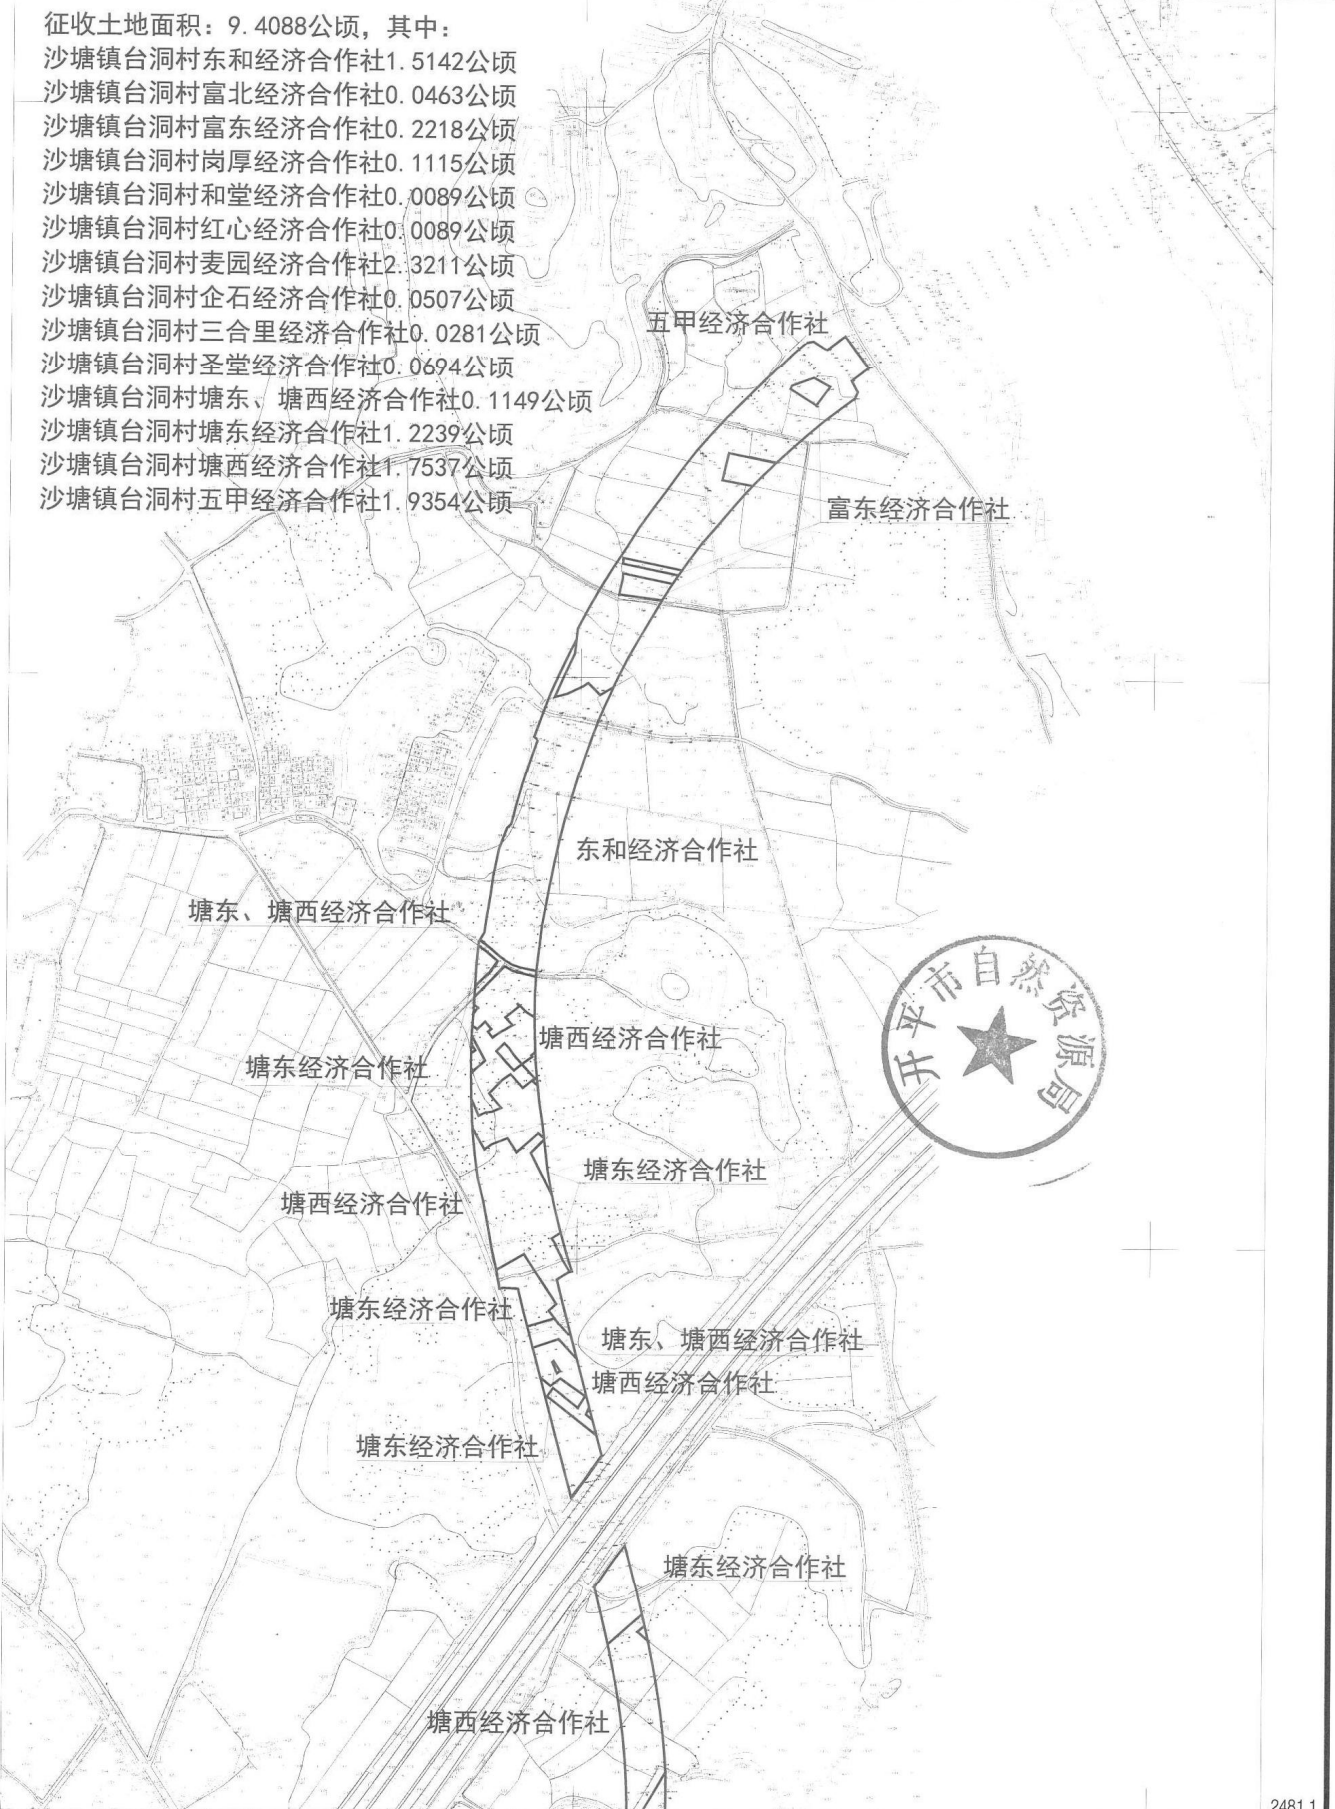 征收土地面积：9.4088公顷，其中：
沙塘镇台洞村东和经济合作社1.5142公顷
沙塘镇台洞村富北经济合作社0.0463公顷
沙塘镇台洞村富东经济合作社0.2218公顷
沙塘镇台洞村岗厚经济合作社0.1115公顷
沙塘镇台洞村和堂经济合作社0.0089公顷
沙塘镇台洞村红心经济合作社0.0089公顷
沙塘镇台洞村麦园经济合作社2.3211公顷
沙塘镇台洞村企石经济合作社0.0507公顷
沙塘镇台洞村三合里经济合作社0.0281公顷
沙塘镇台洞村圣堂经济合作社0.0694公顷
沙塘镇台洞村塘东、塘西经济合作社0.1149公顷
沙塘镇台洞村塘东经济合作社1.2239公顷
沙塘镇台洞村塘西经济合作社1.7537公顷
沙塘镇台洞村五甲经济合作社1.9354公顷
五甲经济合作社
富东经济合作社
东和经济合作社
塘东、塘西经济合作社
开平市自然资源局
塘西经济合作社
塘东经济合作社
塘东经济合作社
塘西经济合作社
塘东经济合作社
塘东、塘西经济合作社
塘西经济合作社
塘东经济合作社
塘东经济合作社
塘西经济合作社
2481.1